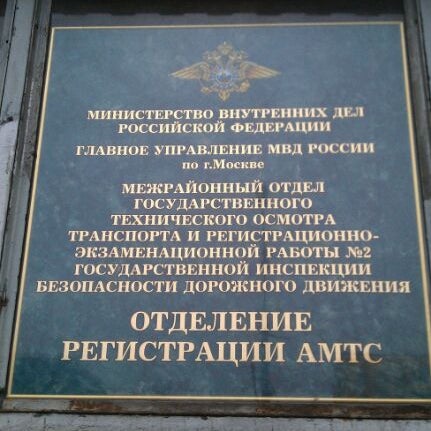 МИНИСТЕРСТВО ВНУТРЕННИХ ДЕЛ
РОССИЙСКОЙ ФЕДЕРАЦИИ
ГЛАВНОЕ УПРАВЛЕНИЕ МВД РОССИИ
по г.Москве
МЕЖРАЙОННЫЙ ОТДЕЛ
ГОСУДАРСТВЕННОГО
ТЕХНИЧЕСКОГО ОСМОТРА
ТРАНСПОРТА И РЕГИСТРАЦИОННО-
ЭКЗАМЕНАЦИОННОЙ РАБОТЫ №2
ГОСУДАРСТВЕННОЙ ИНСПЕКЦИИ
БЕЗОПАСНОСТИ ДОРОЖНОГО ДВИЖЕНИЯ
ОТДЕЛЕНИЕ
РЕГИСТРАЦИИ АМТС